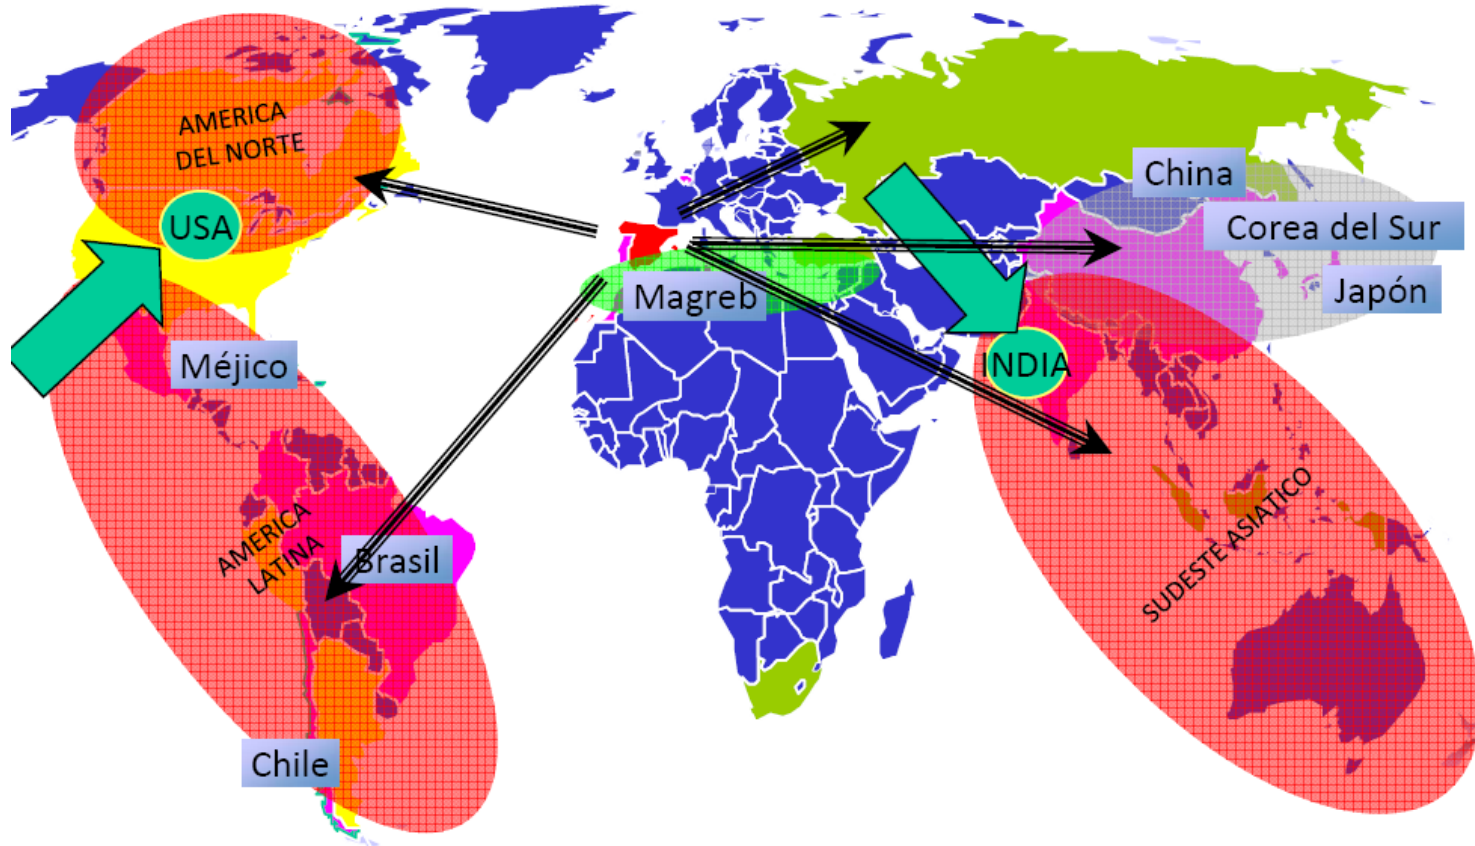 AMERICA
DEL NORTE
USA
China
Corea del Sur
Japón
Magreb
Méjico
INDIA
AMERICA
LATINA
Brasil
SUDESTE ASIATICO
Chile